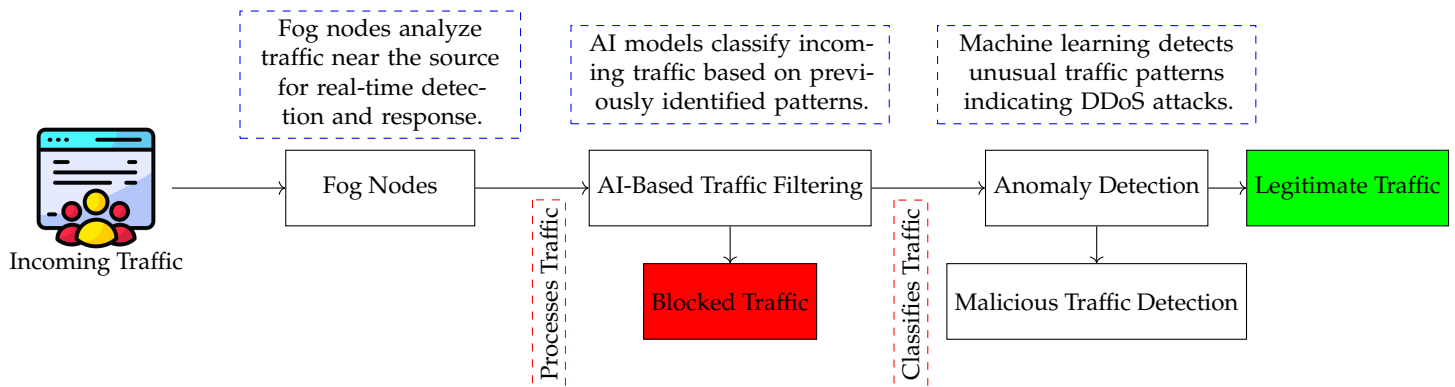 Fog nodes analyze
traffic near the source
for real-time detec-
tion and response.
AI models classify incom-
ing traffic based on previ-
ously identified patterns.
Machine learning detects
unusual traffic patterns
indicating DDoS attacks.
Incoming Traffic
Fog Nodes
AI-Based Traffic Filtering
Anomaly Detection
Legitimate Traffic
Processes Traffic
Blocked Traffic
Classifies Traffic
Malicious Traffic Detection